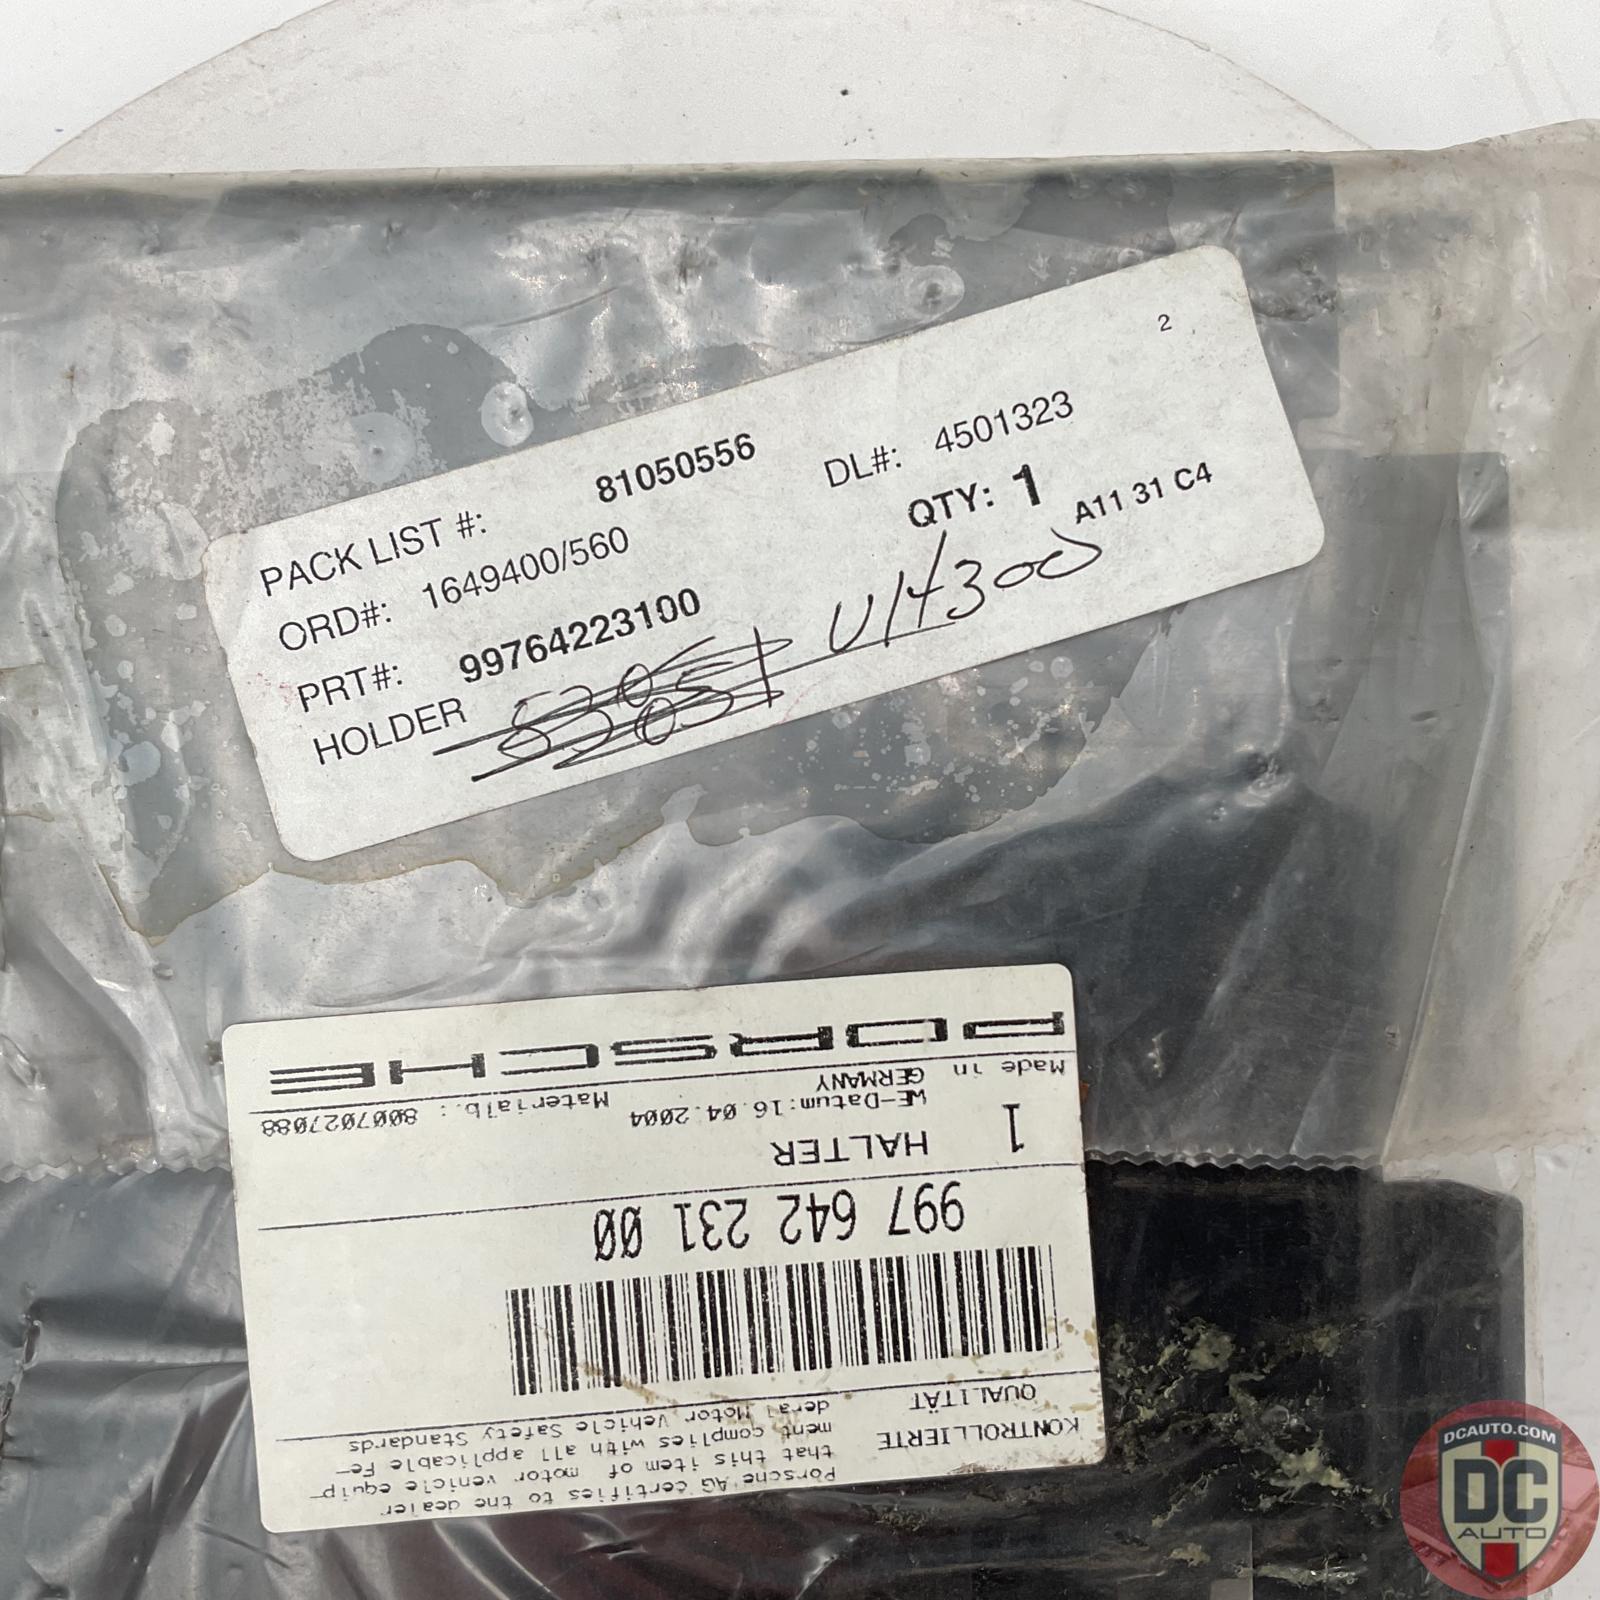 2
PACK LIST #: 81050556
DL#: 4501323
ORD#: 1649400/560
QTY: 1
PRT#: 99764223100
A11 31 C4
HOLDER
PORSCHE
Made in GERMANY
WE-Datum:16.04.2004 Materialb.: 8007027088
1 HALTER
997 642 231 00
KONTROLLIERTE
QUALITÄT
Porsche AG certifies to the dealer
that this item of motor vehicle equip-
ment complies with all applicable Fe-
deral Motor Vehicle Safety Standards
DCAUTO.COM
DC
AUTO